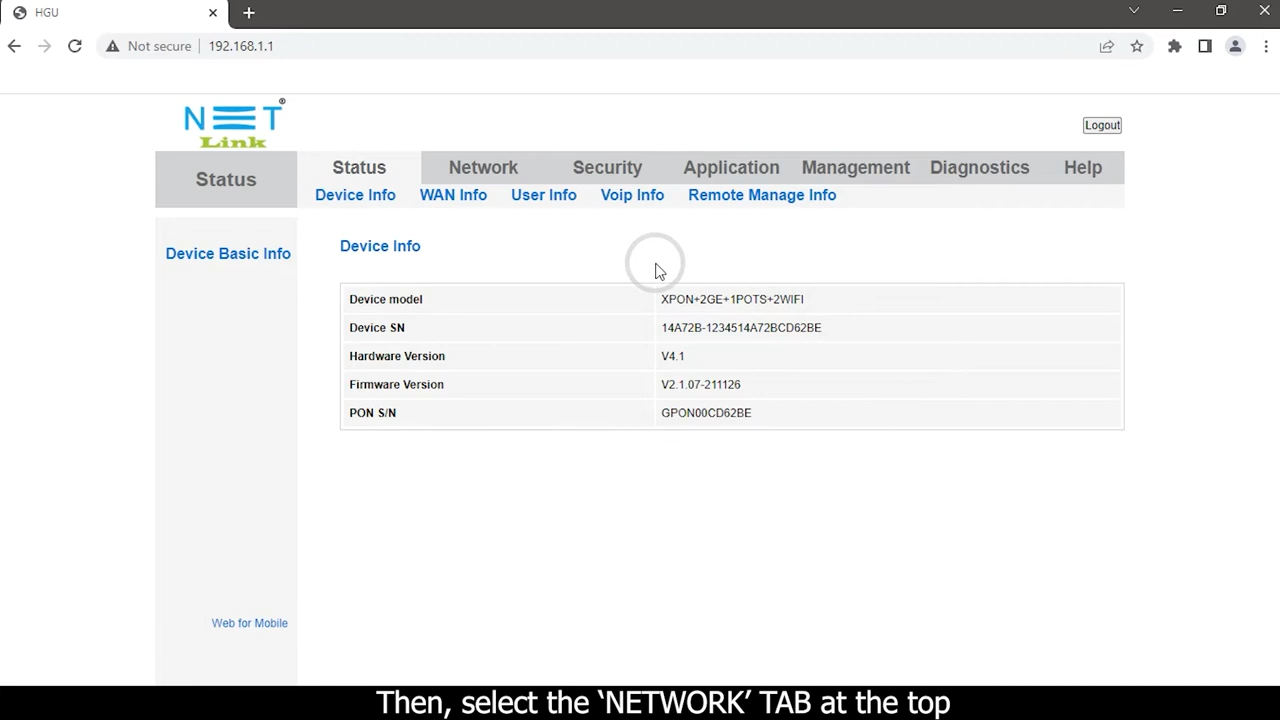 HGU
Not secure 192.168.1.1
NET®
Link
Logout
Status
Status Network Security Application Management Diagnostics Help
Device Info WAN Info User Info Voip Info Remote Manage Info
Device Basic Info
Device Info
Device model XPON+2GE+1POTS+2WIFI
Device SN 14A72B-1234514A72BCD62BE
Hardware Version V4.1
Firmware Version V2.1.07-211126
PON S/N GPON00CD62BE
Web for Mobile
Then, select the ‘NETWORK’ TAB at the top